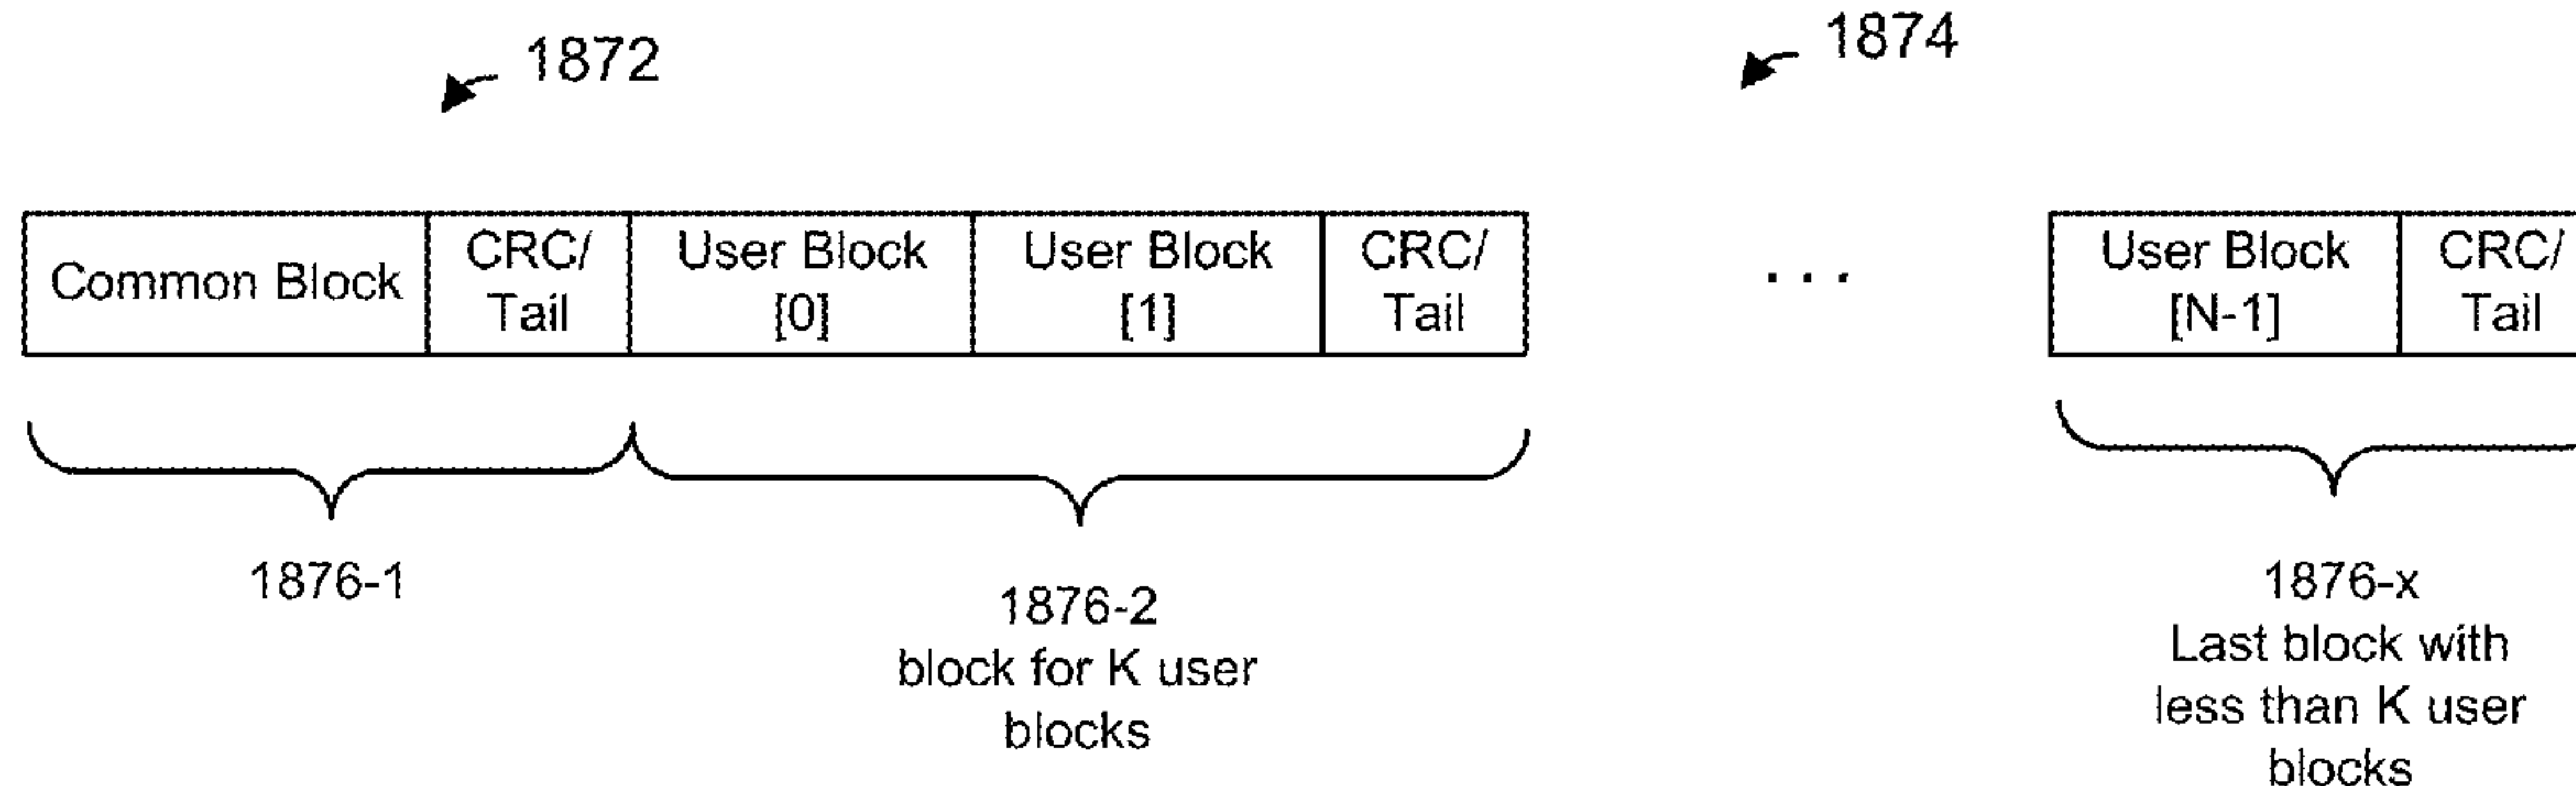 1872
1874
Common Block
CRC/
Tail
User Block
[0]
User Block
[1]
CRC/
Tail
. . .
User Block
[N-1]
CRC/
Tail
1876-1
1876-2
block for K user
blocks
1876-x
Last block with
less than K user
blocks